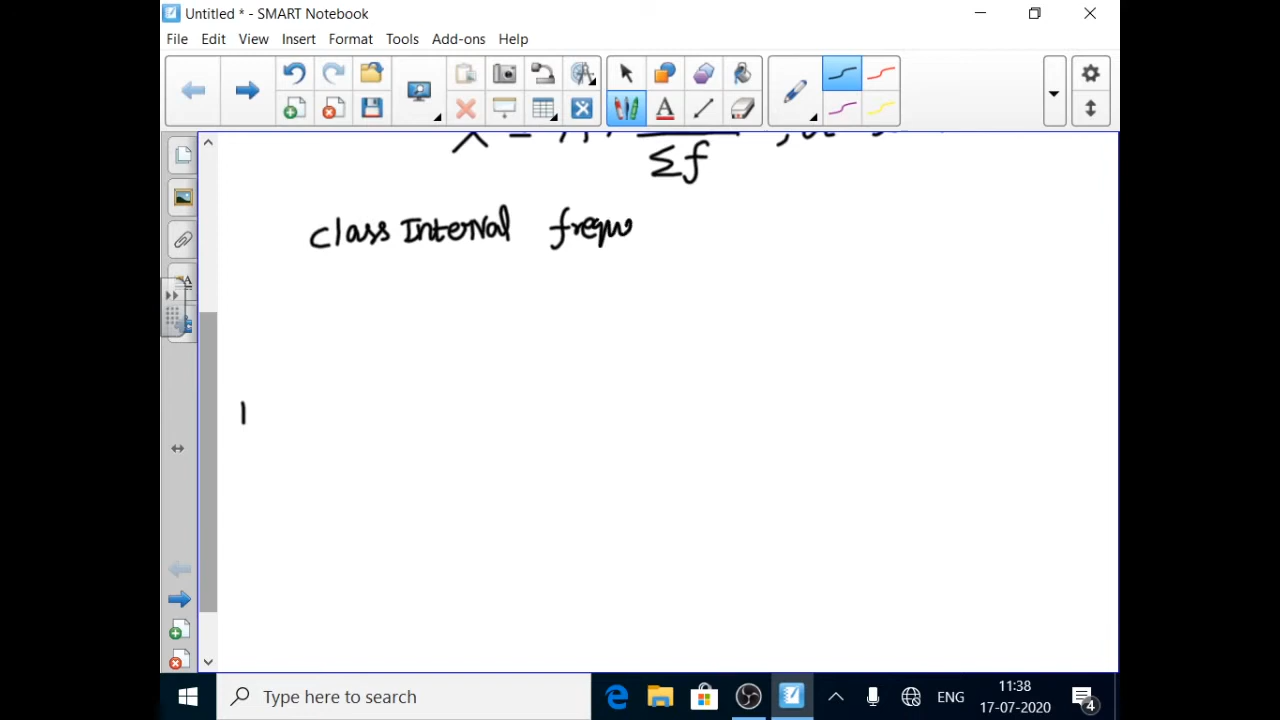 Untitled * - SMART Notebook
File Edit View Insert Format Tools Add-ons Help
Σf
class Interval frequ
Type here to search
ENG
11:38
17-07-2020
4